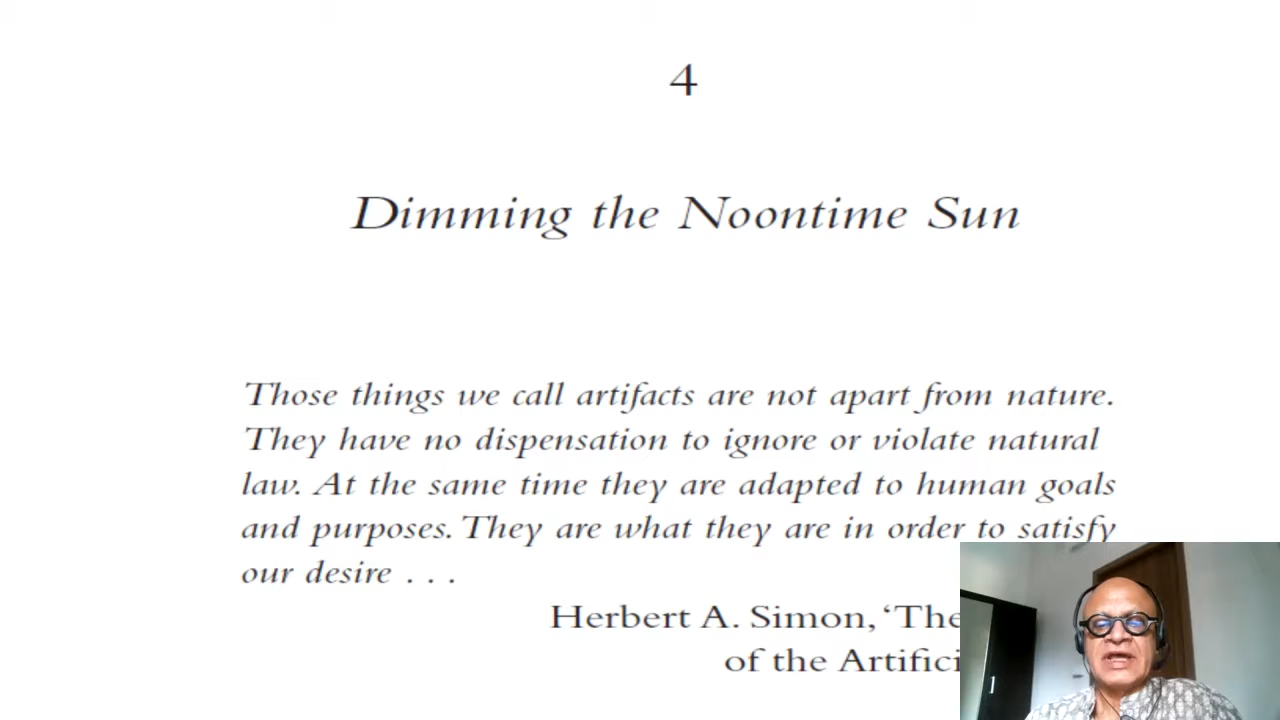 4
Dimming the Noontime Sun
Those things we call artifacts are not apart from nature.
They have no dispensation to ignore or violate natural
law. At the same time they are adapted to human goals
and purposes. They are what they are in order to satisfy
our desire . . .
Herbert A. Simon, ‘The
of the